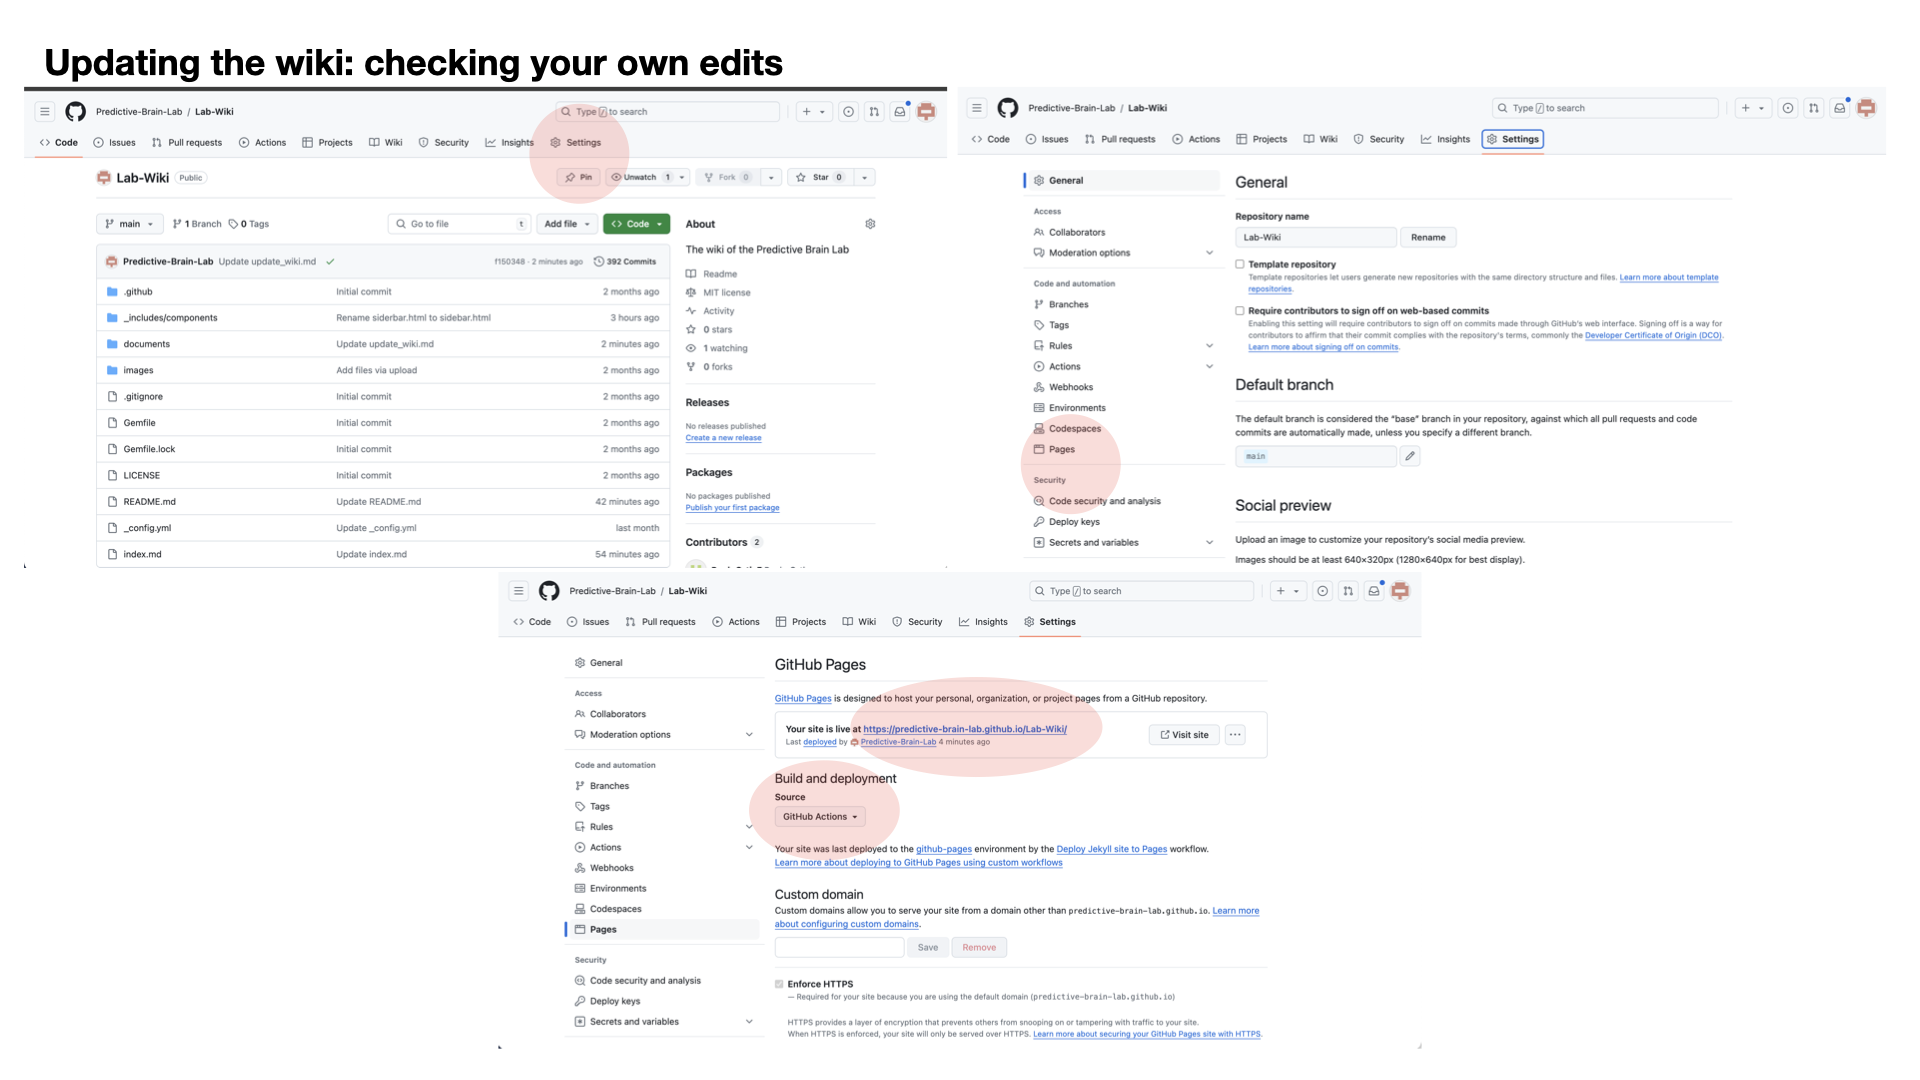 Updating the wiki: checking your own edits
Predictive-Brain-Lab / Lab-Wiki
Type / to search
Code Issues Pull requests Actions Projects Wiki Security Insights Settings
Lab-Wiki Public
Pin Unwatch 1 Fork 0 Star 0
main 1 Branch 0 Tags Go to file t Add file Code
Predictive-Brain-Lab Update update_wiki.md f150348 · 2 minutes ago 392 Commits
.github Initial commit 2 months ago
_includes/components Rename siderbar.html to sidebar.html 3 hours ago
documents Update update_wiki.md 2 minutes ago
images Add files via upload 2 months ago
.gitignore Initial commit 2 months ago
Gemfile Initial commit 2 months ago
Gemfile.lock Initial commit 2 months ago
LICENSE Initial commit 2 months ago
README.md Update README.md 42 minutes ago
_config.yml Update _config.yml last month
index.md Update index.md 54 minutes ago
About
The wiki of the Predictive Brain Lab
Readme
MIT license
Activity
0 stars
1 watching
0 forks
Releases
No releases published
Create a new release
Packages
No packages published
Publish your first package
Contributors 2
Predictive-Brain-Lab / Lab-Wiki
Type / to search
Code Issues Pull requests Actions Projects Wiki Security Insights Settings
General
Access
Collaborators
Moderation options
Code and automation
Branches
Tags
Rules
Actions
Webhooks
Environments
Codespaces
Pages
Security
Code security and analysis
Deploy keys
Secrets and variables
General
Repository name
Lab-Wiki Rename
Template repository
Template repositories let users generate new repositories with the same directory structure and files. Learn more about template
repositories.
Require contributors to sign off on web-based commits
Enabling this setting will require contributors to sign off on commits made through GitHub's web interface. Signing off is a way for
contributors to affirm that their commit complies with the repository's terms, commonly the Developer Certificate of Origin (DCO).
Learn more about signing off on commits.
Default branch
The default branch is considered the “base” branch in your repository, against which all pull requests and code
commits are automatically made, unless you specify a different branch.
main
Social preview
Upload an image to customize your repository's social media preview.
Images should be at least 640×320px (1280×640px for best display).
Predictive-Brain-Lab / Lab-Wiki
Type / to search
Code Issues Pull requests Actions Projects Wiki Security Insights Settings
General
Access
Collaborators
Moderation options
Code and automation
Branches
Tags
Rules
Actions
Webhooks
Environments
Codespaces
Pages
Security
Code security and analysis
Deploy keys
Secrets and variables
GitHub Pages
GitHub Pages is designed to host your personal, organization, or project pages from a GitHub repository.
Your site is live at https://predictive-brain-lab.github.io/Lab-Wiki/
Last deployed by Predictive-Brain-Lab 4 minutes ago
Visit site
Build and deployment
Source
GitHub Actions
Your site was last deployed to the github-pages environment by the Deploy Jekyll site to Pages workflow.
Learn more about deploying to GitHub Pages using custom workflows
Custom domain
Custom domains allow you to serve your site from a domain other than predictive-brain-lab.github.io. Learn more
about configuring custom domains.
Save Remove
Enforce HTTPS
— Required for your site because you are using the default domain (predictive-brain-lab.github.io)
HTTPS provides a layer of encryption that prevents others from snooping on or tampering with traffic to your site.
When HTTPS is enforced, your site will only be served over HTTPS. Learn more about securing your GitHub Pages site with HTTPS.